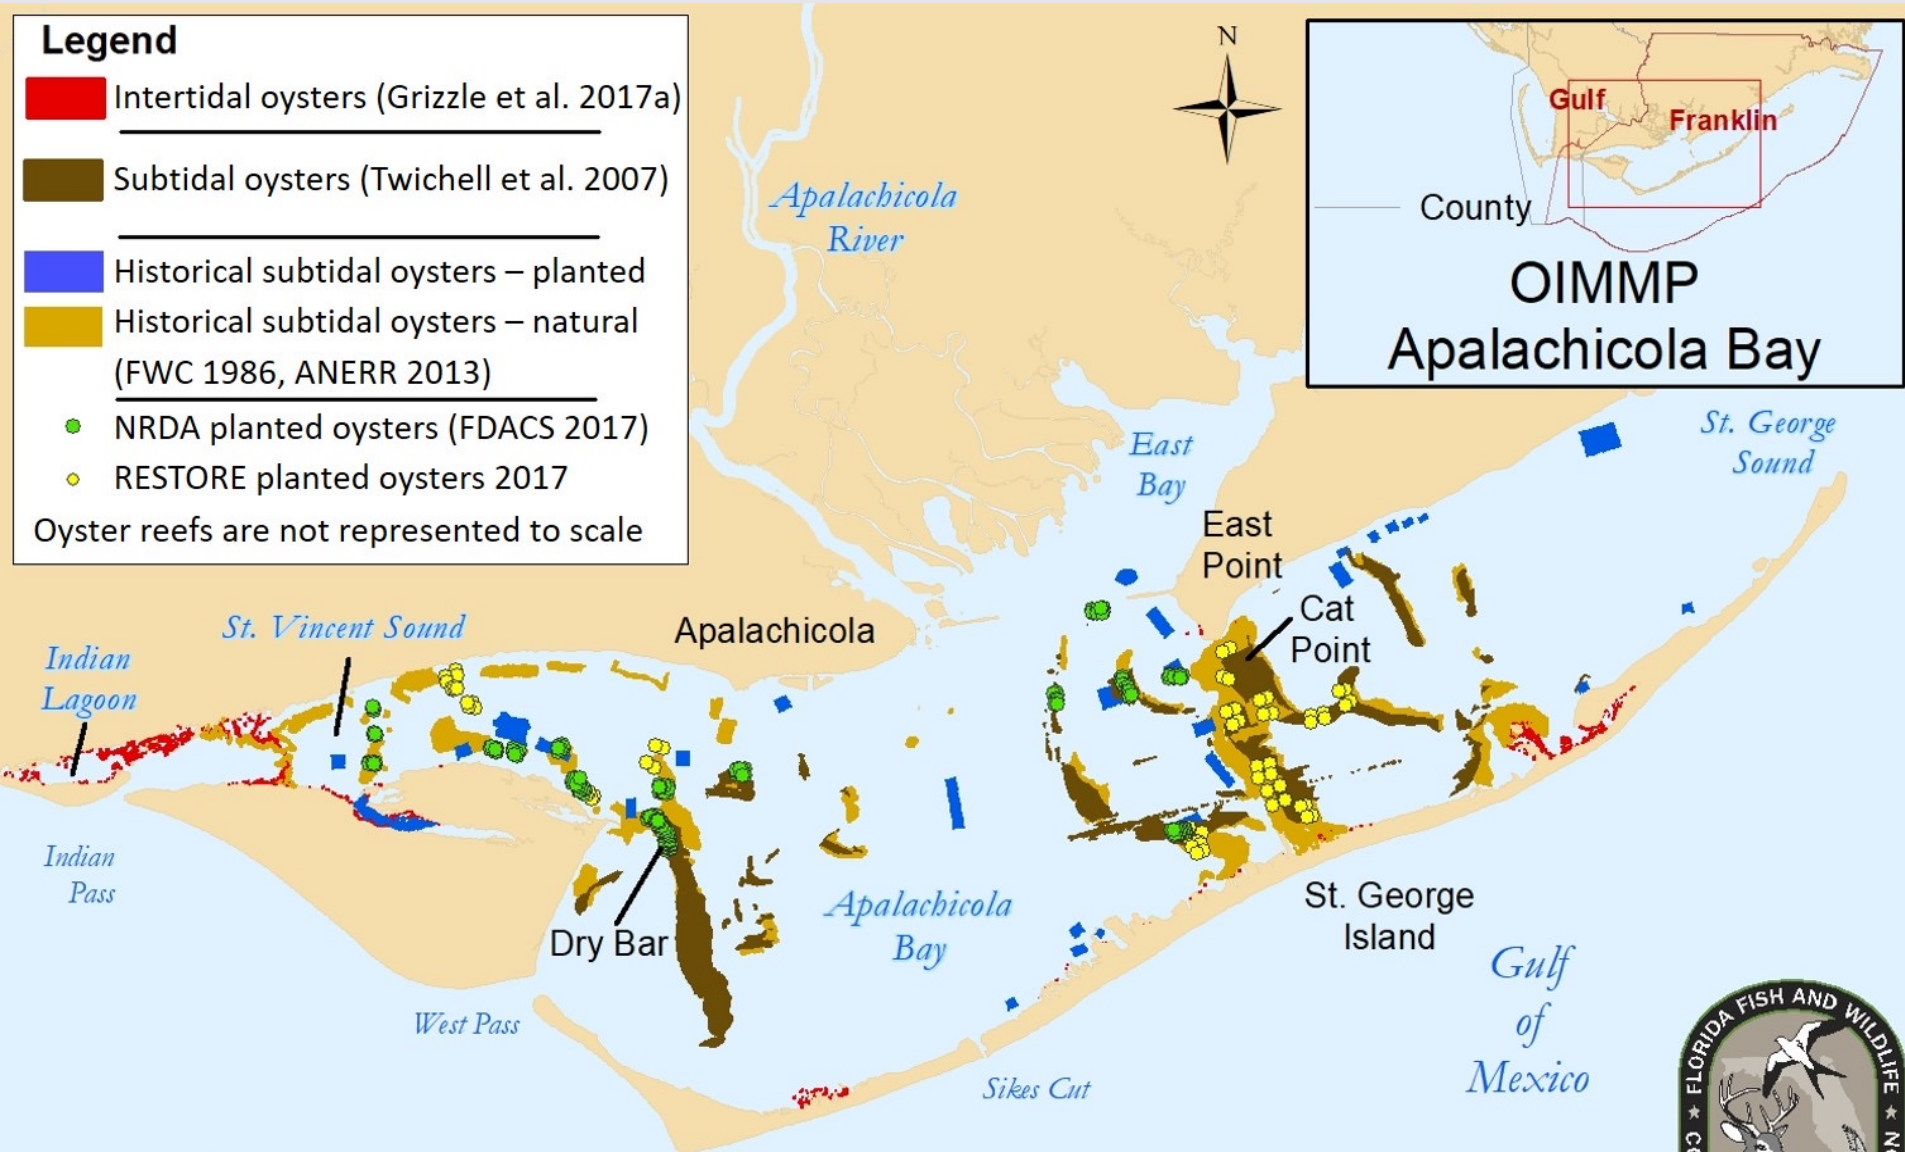 Legend
Intertidal oysters (Grizzle et al. 2017a)
Subtidal oysters (Twichell et al. 2007)
Historical subtidal oysters – planted
Historical subtidal oysters – natural
(FWC 1986, ANERR 2013)
NRDA planted oysters (FDACS 2017)
RESTORE planted oysters 2017
Oyster reefs are not represented to scale
N
Gulf
Franklin
County
OIMMP
Apalachicola Bay
Apalachicola
River
St. George
Sound
East
Bay
East
Point
Cat
Point
St. Vincent Sound
Apalachicola
Indian
Lagoon
Indian
Pass
Dry Bar
Apalachicola
Bay
St. George
Island
Gulf
of
Mexico
West Pass
Sikes Cut
FLORIDA FISH AND WILDLIFE